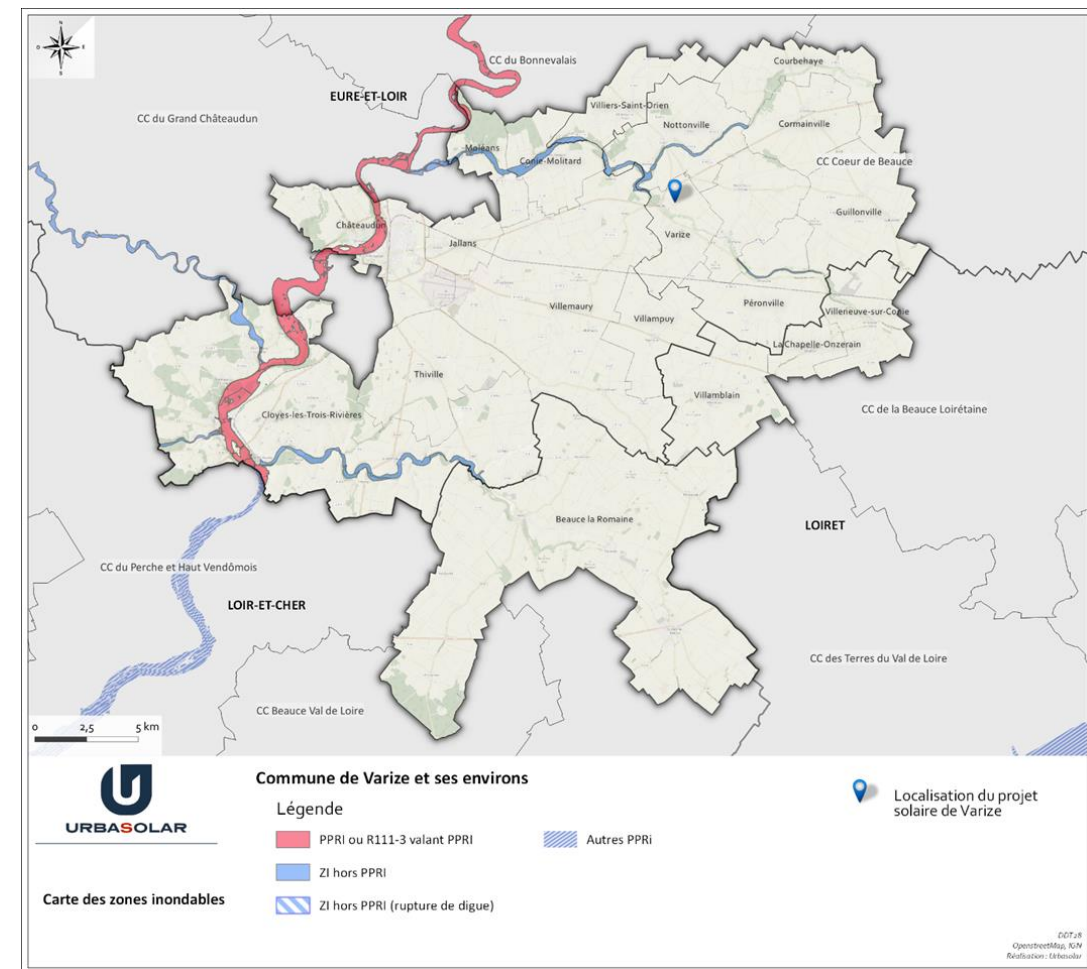 N
CC du Bonnevalais
Courbehaye
EURE-ET-LOIR
Villiers-Saint-Orien
CC du Grand Châteaudun
Nottonville
Cormainville
Moléans
Conie-Molitard
CC Coeur de Beauce
Guillonville
Châteaudun
Varize
Jallans
Villemaury
Péronville
Villampuy
Villeneuve-sur-Conie
La Chapelle-Onzerain
Thiville
Villamblain
CC de la Beauce Loirétaine
Cloyes-les-Trois-Rivières
Beauce la Romaine
LOIRET
CC du Perche et Haut Vendômois
LOIR-ET-CHER
CC des Terres du Val de Loire
CC Beauce Val de Loire
0 2,5 5 km
URBASOLAR
Carte des zones inondables
Commune de Varize et ses environs
Légende
PPRI ou R111-3 valant PPRI
ZI hors PPRI
ZI hors PPRI (rupture de digue)
Autres PPRi
Localisation du projet
solaire de Varize
DDT28
OpenstreetMap, IGN
Réalisation : Urbasolar